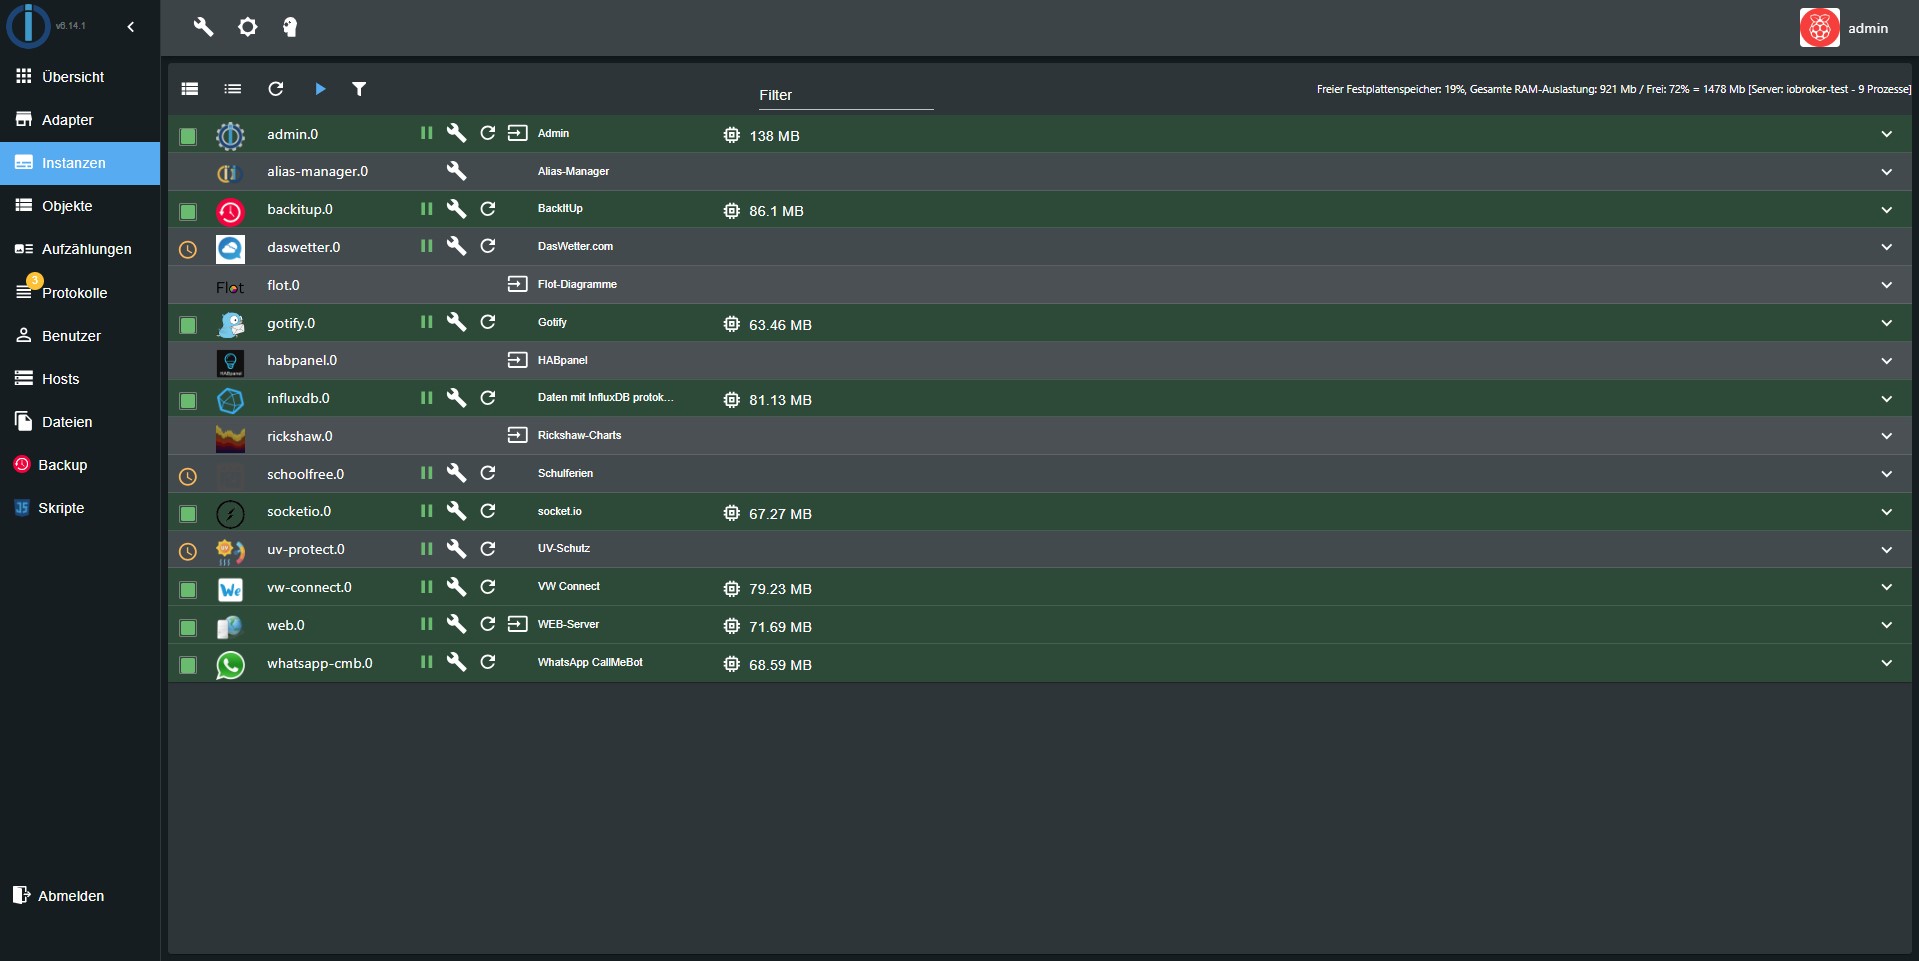 v6.14.1
admin
Übersicht
Adapter
Instanzen
Objekte
Aufzählungen
3
Protokolle
Benutzer
Hosts
Dateien
Backup
JS Skripte
Abmelden
Filter
Freier Festplattenspeicher: 19%, Gesamte RAM-Auslastung: 921 Mb / Frei: 72% = 1478 Mb [Server: iobroker-test - 9 Prozesse]
admin.0 Admin 138 MB
alias-manager.0 Alias-Manager
backitup.0 BackItUp 86.1 MB
daswetter.0 DasWetter.com
Flot flot.0 Flot-Diagramme
gotify.0 Gotify 63.46 MB
HABpanel habpanel.0 HABpanel
influxdb.0 Daten mit InfluxDB protok... 81.13 MB
rickshaw.0 Rickshaw-Charts
schoolfree.0 Schulferien
socketio.0 socket.io 67.27 MB
uv-protect.0 UV-Schutz
We vw-connect.0 VW Connect 79.23 MB
web.0 WEB-Server 71.69 MB
whatsapp-cmb.0 WhatsApp CallMeBot 68.59 MB